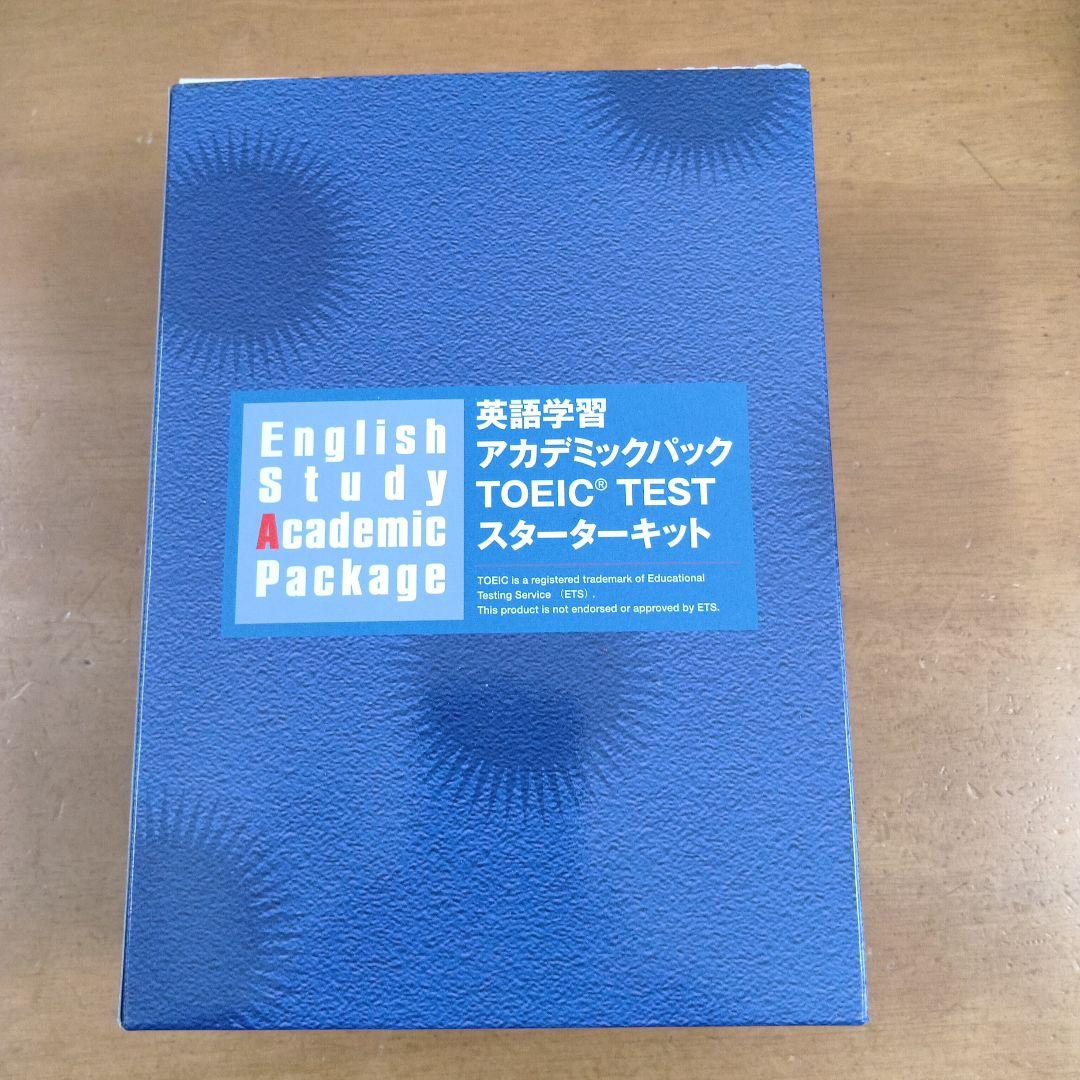 English
Study
Academic
Package
英語学習
アカデミックパック
TOEIC® TEST
スターターキット
TOEIC is a registered trademark of Educational
Testing Service （ETS）.
This product is not endorsed or approved by ETS.